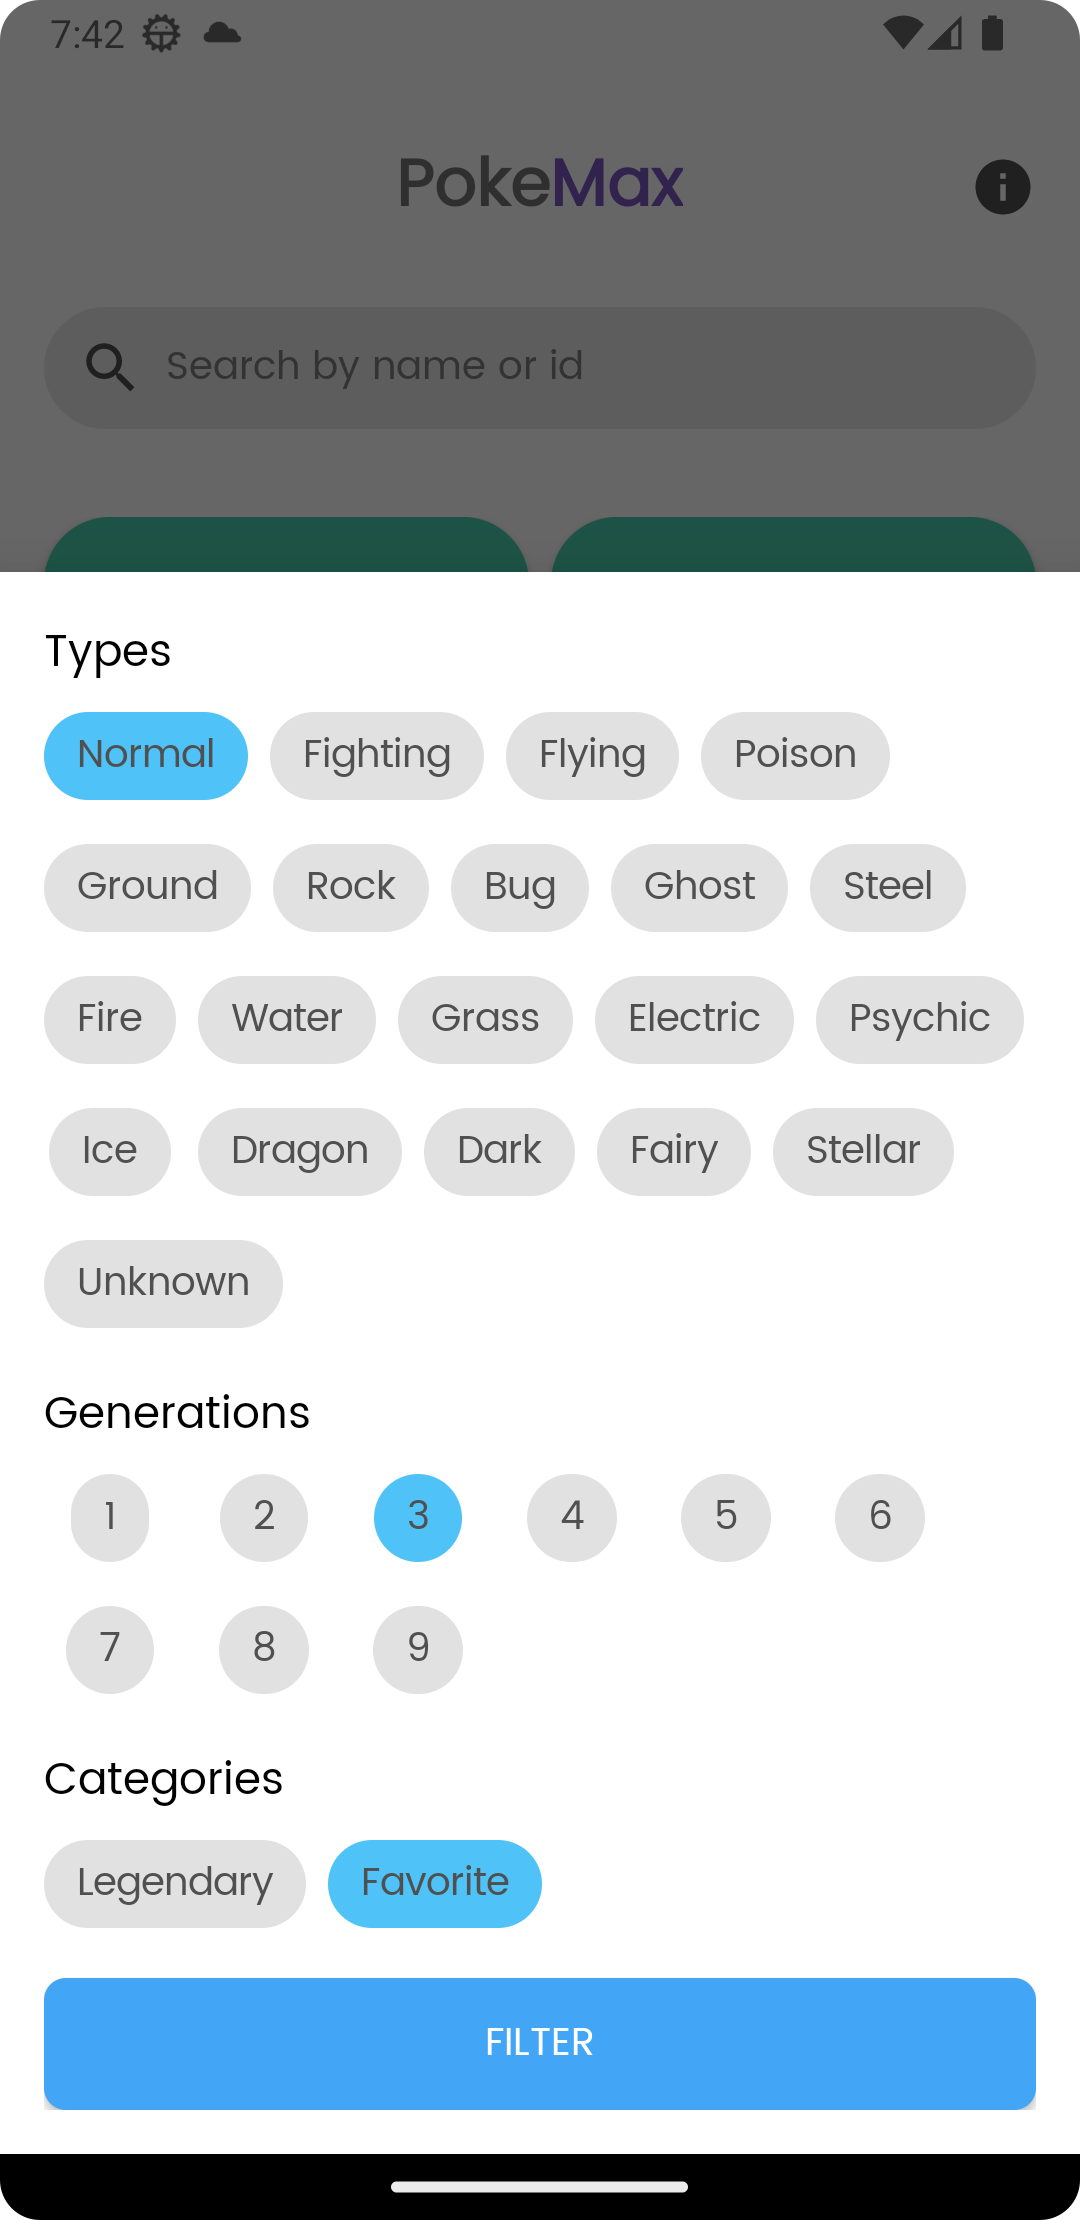 7:42
PokeMax
Search by name or id
Types
Normal Fighting Flying Poison
Ground Rock Bug Ghost Steel
Fire Water Grass Electric Psychic
Ice Dragon Dark Fairy Stellar
Unknown
Generations
1 2 3 4 5 6
7 8 9
Categories
Legendary Favorite
FILTER